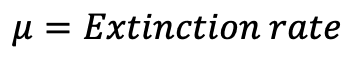 μ = Extinction rate